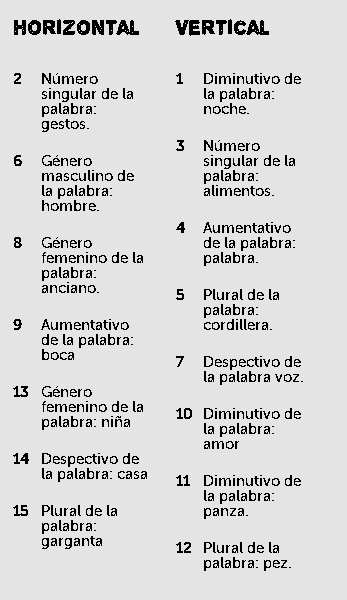 HORIZONTAL
2 Número
singular de la
palabra:
gestos.
6 Género
masculino de
la palabra:
hombre.
8 Género
femenino de la
palabra:
anciano.
9 Aumentativo
de la palabra:
boca
13 Género
femenino de la
palabra: niña
14 Despectivo de
la palabra: casa
15 Plural de la
palabra:
garganta
VERTICAL
1 Diminutivo de
la palabra:
noche.
3 Número
singular de la
palabra:
alimentos.
4 Aumentativo
de la palabra:
palabra.
5 Plural de la
palabra:
cordillera.
7 Despectivo de
la palabra voz.
10 Diminutivo de
la palabra:
amor
11 Diminutivo de
la palabra:
panza.
12 Plural de la
palabra: pez.